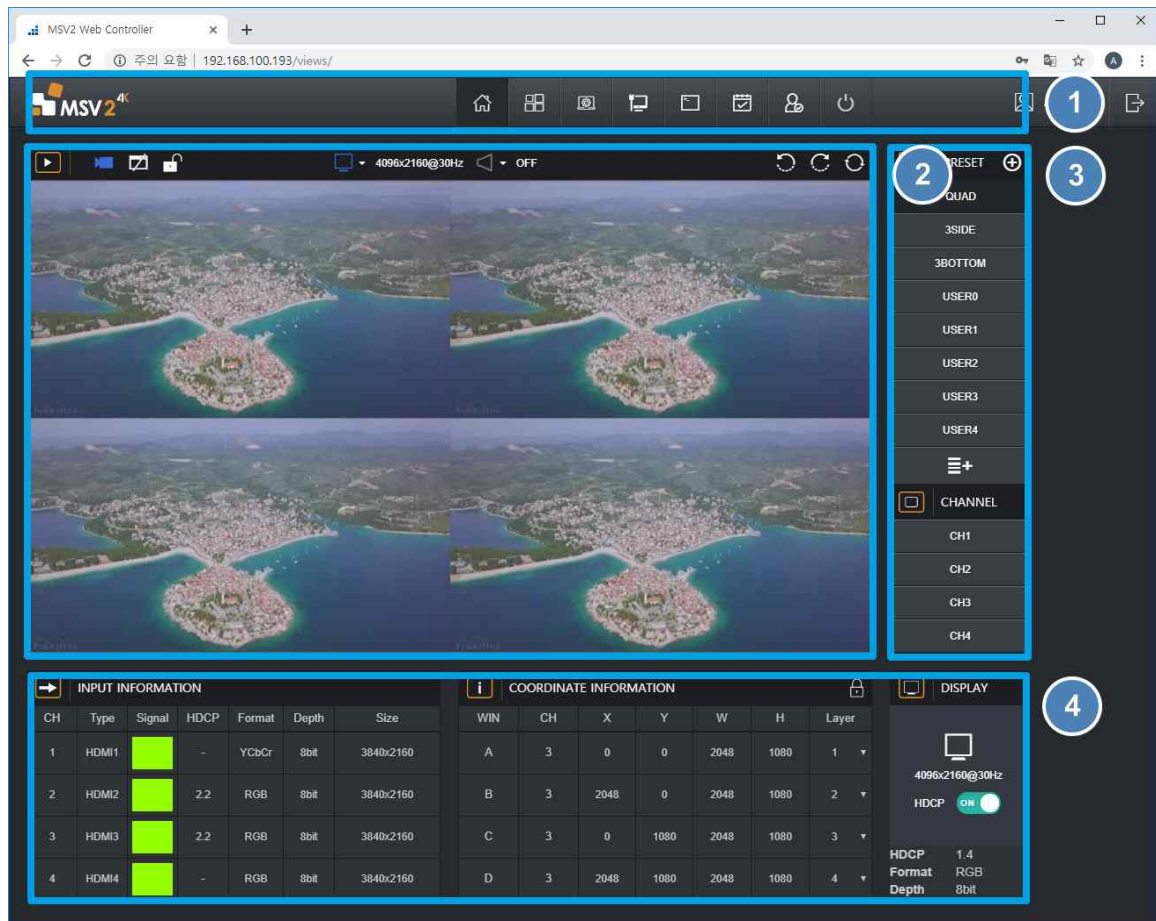 MSV2 Web Controller
주의 요함 | 192.168.100.193/views/
A
MSV2 4K
1
4096x2160@30Hz OFF
2
RESET
3
QUAD
3SIDE
3BOTTOM
USER0
USER1
USER2
USER3
USER4
CHANNEL
CH1
CH2
CH3
CH4
INPUT INFORMATION
CH Type Signal HDCP Format Depth Size
1 HDMI1 - YCbCr 8bit 3840x2160
2 HDMI2 2.2 RGB 8bit 3840x2160
3 HDMI3 2.2 RGB 8bit 3840x2160
4 HDMI4 - RGB 8bit 3840x2160
COORDINATE INFORMATION
WIN CH X Y W H Layer
A 3 0 0 2048 1080 1
B 3 2048 0 2048 1080 2
C 3 0 1080 2048 1080 3
D 3 2048 1080 2048 1080 4
DISPLAY
4096x2160@30Hz
HDCP ON
HDCP 1.4
Format RGB
Depth 8bit
4